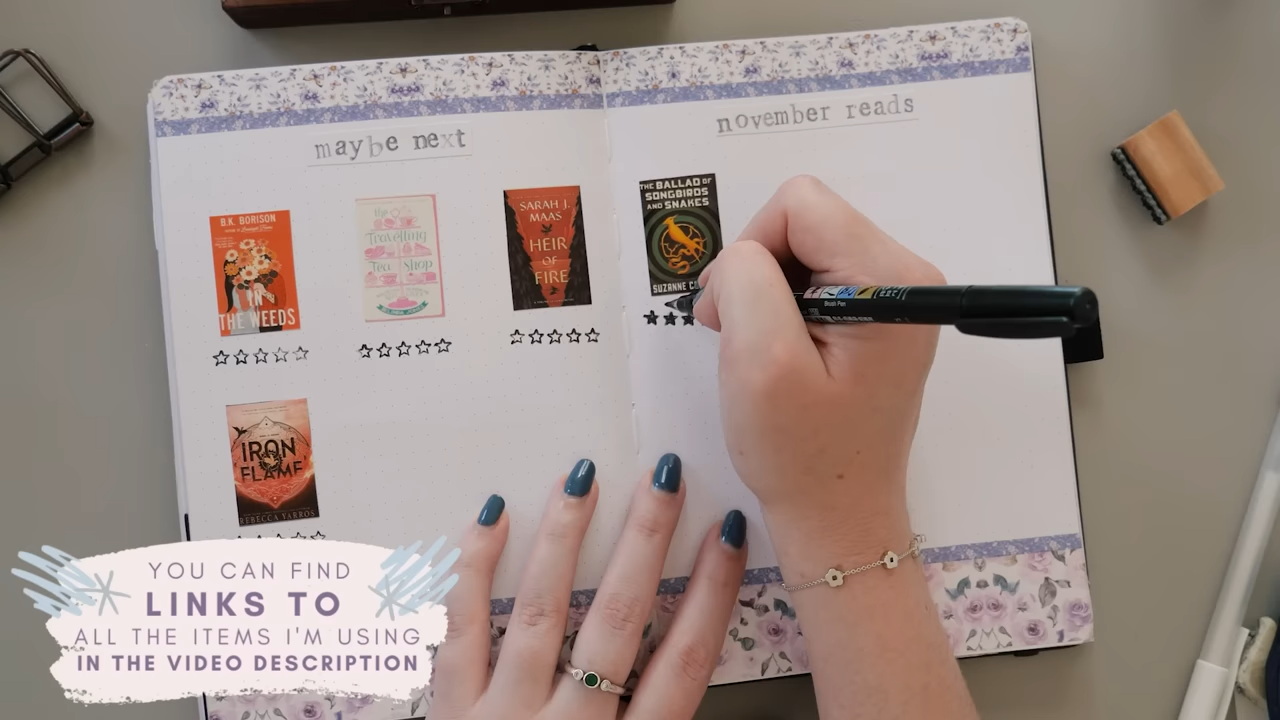 maybe next
november reads
B.K. BORISON
IN
THE WEEDS
the
Travelling
Tea Shop
SARAH J.
MAAS
HEIR
OF
FIRE
THE BALLAD OF
SONGBIRDS
AND SNAKES
SUZANNE
Brush Pen
IRON
FLAME
REBECCA YARROS
YOU CAN FIND
LINKS TO
ALL THE ITEMS I'M USING
IN THE VIDEO DESCRIPTION